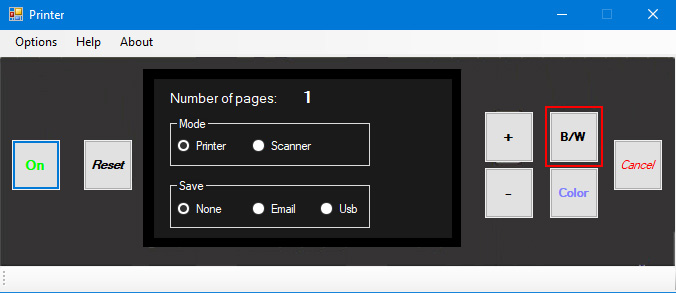 Printer
Options Help About
Number of pages: 1
Mode
Printer Scanner
Save
None Email Usb
On
Reset
+
B/W
-
Color
Cancel